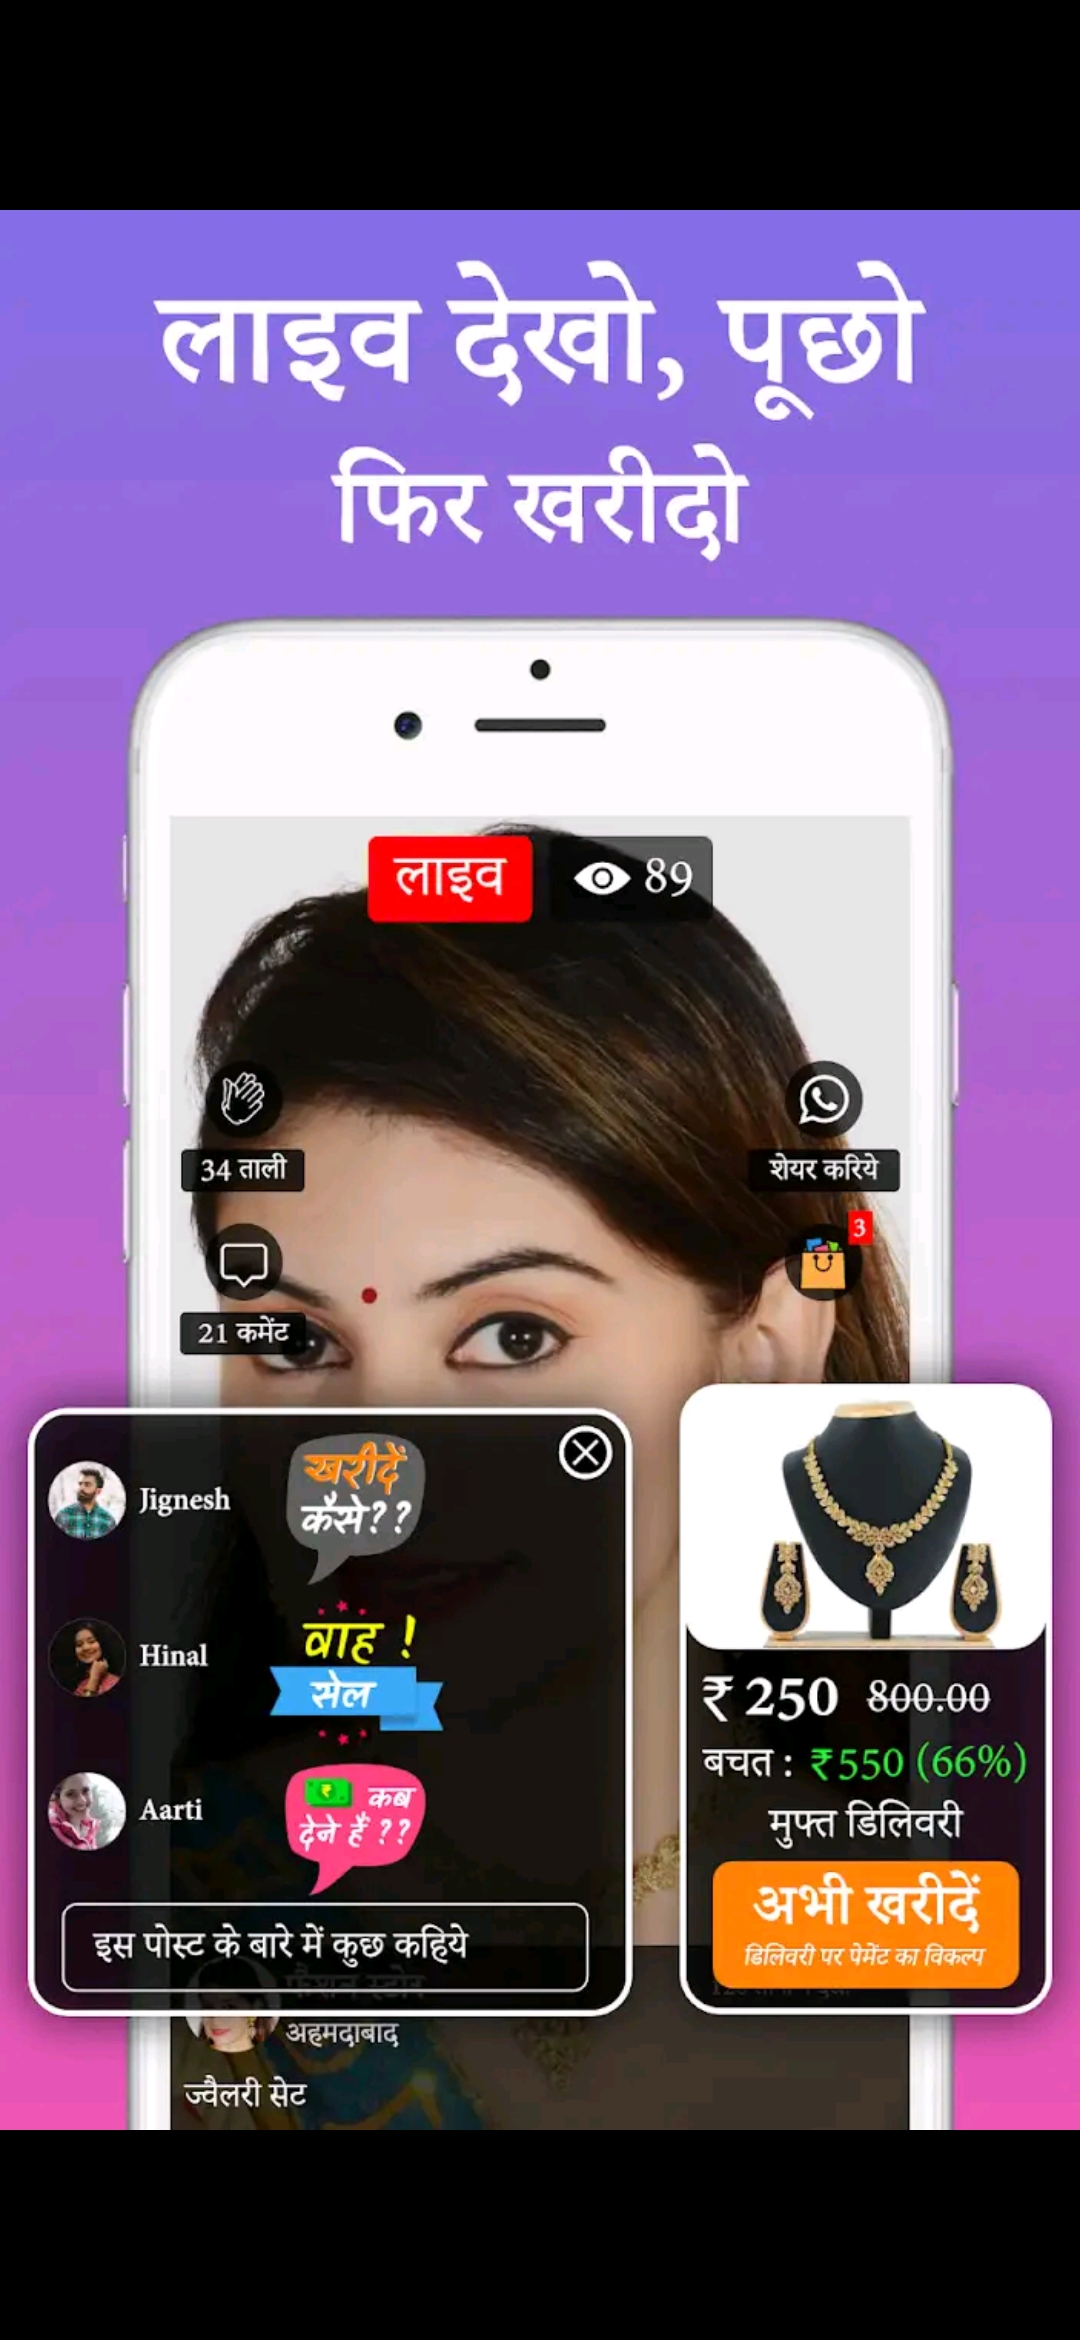 लाइव देखो, पूछो
फिर खरीदो
लाइव
89
34 ताली
शेयर करिये
3
21 कमेंट
Jignesh
खरीदें
कैसे??
Hinal
वाह !
सेल
Aarti
₹ कब
देने हैं ??
इस पोस्ट के बारे में कुछ कहिये
₹ 250 800.00
बचत : ₹550 (66%)
मुफ्त डिलिवरी
अभी खरीदें
डिलिवरी पर पेमेंट का विकल्प
फैशन स्टोर
अहमदाबाद
ज्वैलरी सेट